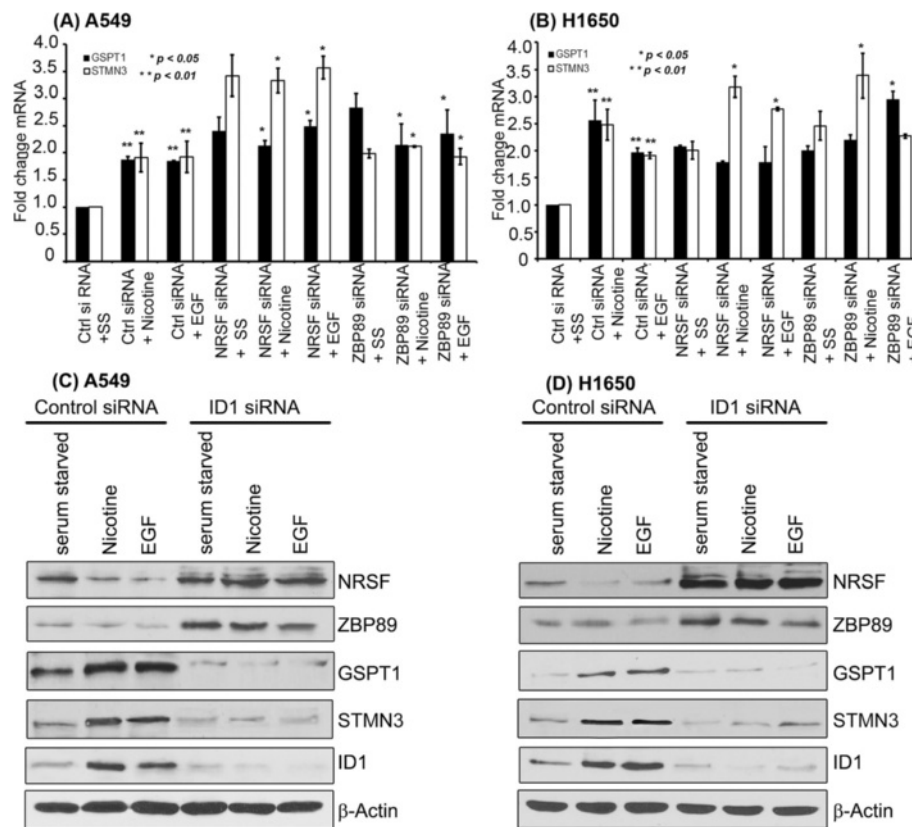 (A) A549
Fold change mRNA
4.0
3.5
3.0
2.5
2.0
1.5
1.0
0.5
0
GSPT1
STMN3
* p < 0.05
** p < 0.01
** ** ** ** * * * * * * * *
Ctrl si RNA +SS
Ctrl siRNA + Nicotine
Ctrl siRNA + EGF
NRSF siRNA + SS
NRSF siRNA + Nicotine
NRSF siRNA + EGF
ZBP89 siRNA + SS
ZBP89 siRNA + Nicotine
ZBP89 siRNA + EGF
(B) H1650
Fold change mRNA
4.0
3.5
3.0
2.5
2.0
1.5
1.0
0.5
0.0
GSPT1
STMN3
* p < 0.05
** p < 0.01
** ** ** ** * * * *
Ctrl si RNA +SS
Ctrl siRNA + Nicotine
Ctrl siRNA + EGF
NRSF siRNA + SS
NRSF siRNA + Nicotine
NRSF siRNA + EGF
ZBP89 siRNA + SS
ZBP89 siRNA + Nicotine
ZBP89 siRNA + EGF
(C) A549
Control siRNA
ID1 siRNA
serum starved
Nicotine
EGF
serum starved
Nicotine
EGF
NRSF
ZBP89
GSPT1
STMN3
ID1
β-Actin
(D) H1650
Control siRNA
ID1 siRNA
serum starved
Nicotine
EGF
serum starved
Nicotine
EGF
NRSF
ZBP89
GSPT1
STMN3
ID1
β-Actin